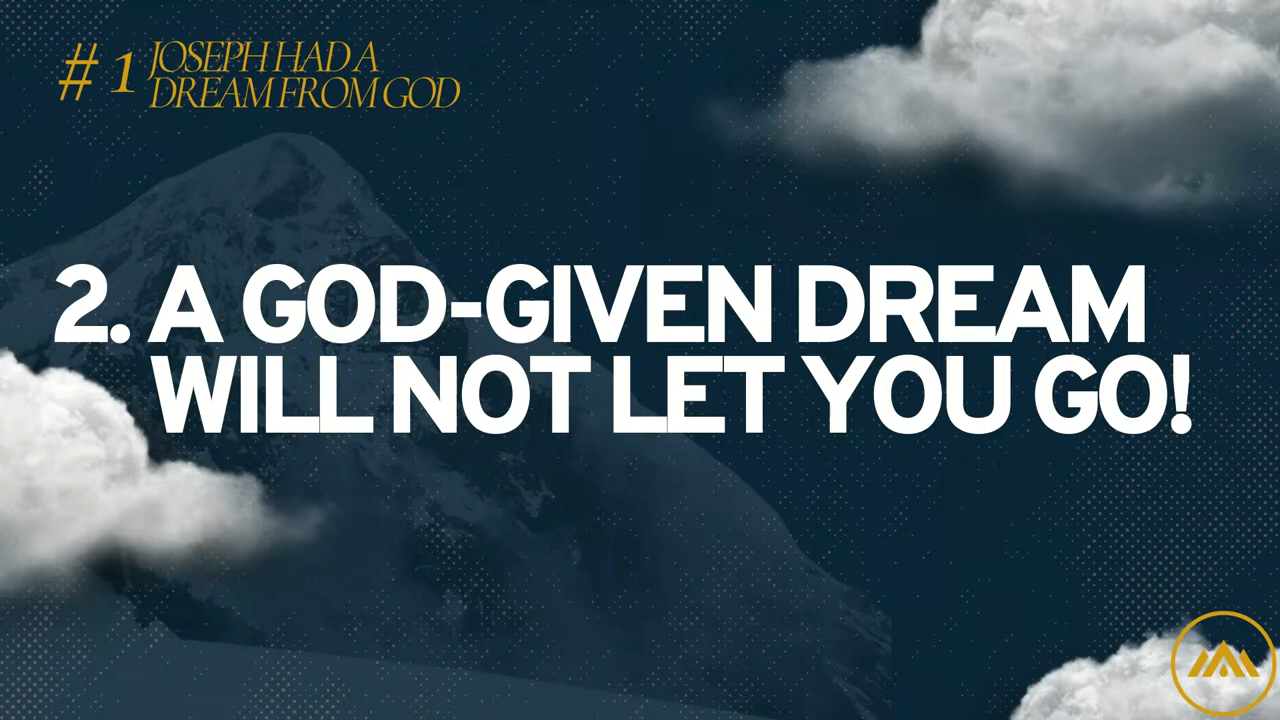 # 1 JOSEPH HAD A
DREAM FROM GOD
2. A GOD-GIVEN DREAM
WILL NOT LET YOU GO!